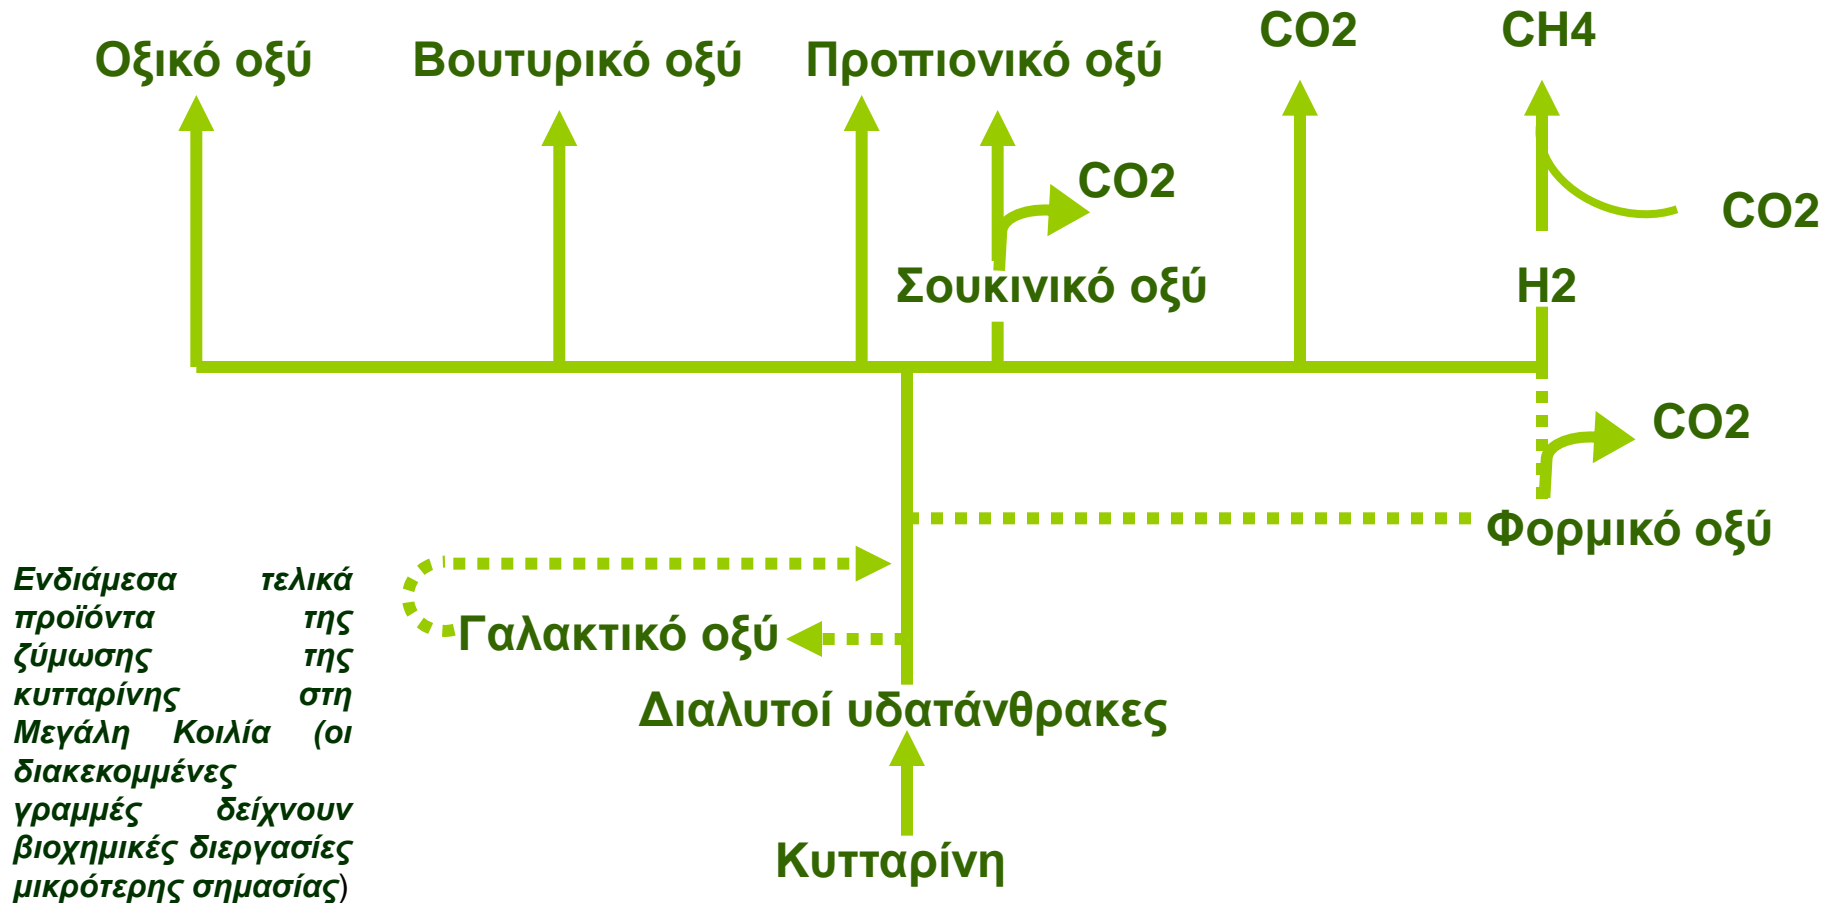 CO2
CH4
Οξικό οξύ
Βουτυρικό οξύ
Προπιονικό οξύ
CO2
CO2
Σουκινικό οξύ
H2
CO2
Φορμικό οξύ
Ενδιάμεσα τελικά
προϊόντα της
ζύμωσης της
κυτταρίνης στη
Μεγάλη Κοιλία (οι
διακεκομμένες
γραμμές δείχνουν
βιοχημικές διεργασίες
μικρότερης σημασίας)
Γαλακτικό οξύ
Διαλυτοί υδατάνθρακες
Κυτταρίνη